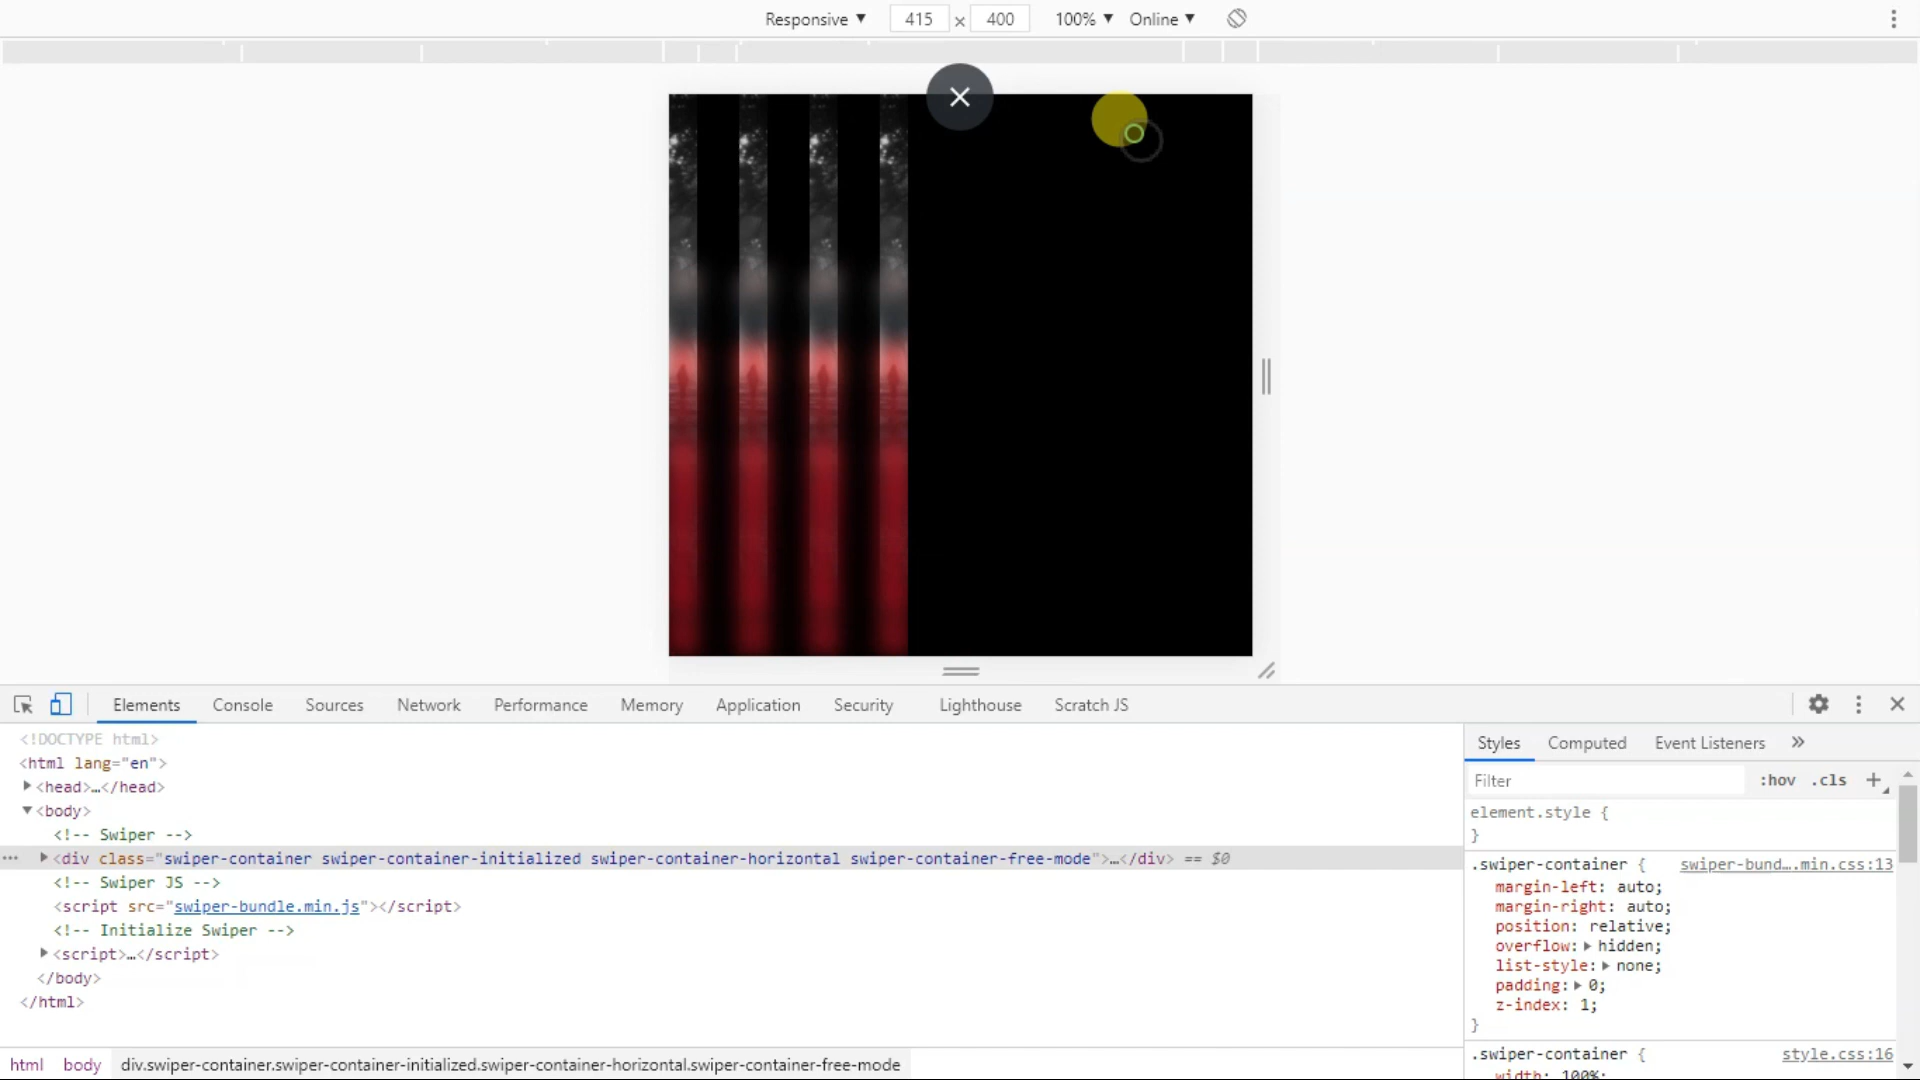 Responsive ▼ 415 × 400 100% ▼ Online ▼
Elements Console Sources Network Performance Memory Application Security Lighthouse Scratch JS
<!DOCTYPE html>
<html lang="en">
▶<head>…</head>
▼<body>
<!-- Swiper -->
▶<div class="swiper-container swiper-container-initialized swiper-container-horizontal swiper-container-free-mode">…</div> == $0
<!-- Swiper JS -->
<script src="swiper-bundle.min.js"></script>
<!-- Initialize Swiper -->
▶<script>…</script>
</body>
</html>
html body div.swiper-container.swiper-container-initialized.swiper-container-horizontal.swiper-container-free-mode
Styles Computed Event Listeners »
Filter :hov .cls +
element.style {
}
.swiper-container { swiper-bund….min.css:13
margin-left: auto;
margin-right: auto;
position: relative;
overflow:▶ hidden;
list-style:▶ none;
padding:▶ 0;
z-index: 1;
}
.swiper-container { style.css:16
width: 100%;